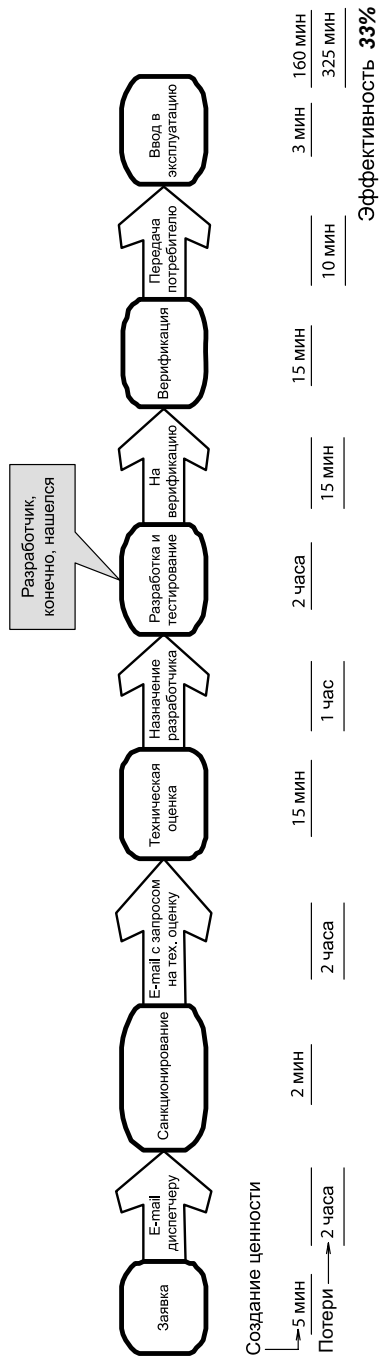 Разработчик,
конечно, нашелся
Заявка
E-mail
диспетчеру
Санкционирование
E-mail с запросом
на тех. оценку
Техническая
оценка
Назначение
разработчика
Разработка и
тестирование
На
верификацию
Верификация
Передача
потребителю
Ввод в
эксплуатацию
Создание ценности
5 мин
2 мин
15 мин
2 часа
15 мин
3 мин
160 мин
Потери
2 часа
2 часа
1 час
15 мин
10 мин
325 мин
Эффективность 33%